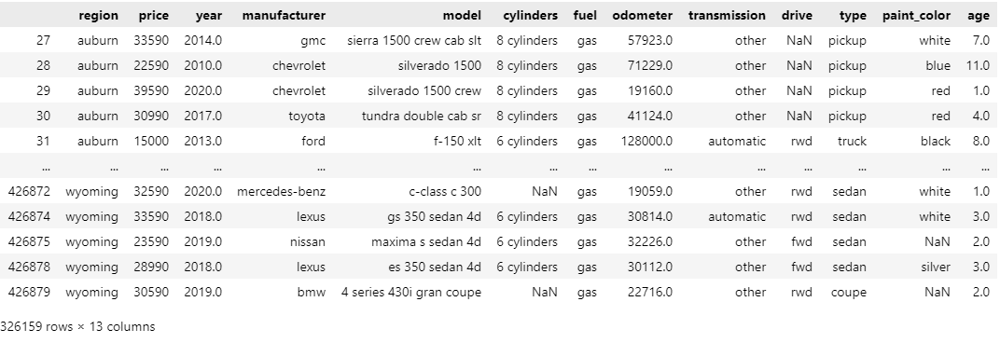 region price year manufacturer model cylinders fuel odometer transmission drive type paint_color age
27 auburn 33590 2014.0 gmc sierra 1500 crew cab slt 8 cylinders gas 57923.0 other NaN pickup white 7.0
28 auburn 22590 2010.0 chevrolet silverado 1500 8 cylinders gas 71229.0 other NaN pickup blue 11.0
29 auburn 39590 2020.0 chevrolet silverado 1500 crew 8 cylinders gas 19160.0 other NaN pickup red 1.0
30 auburn 30990 2017.0 toyota tundra double cab sr 8 cylinders gas 41124.0 other NaN pickup red 4.0
31 auburn 15000 2013.0 ford f-150 xlt 6 cylinders gas 128000.0 automatic rwd truck black 8.0
... ... ... ... ... ... ... ... ... ... ... ... ... ...
426872 wyoming 32590 2020.0 mercedes-benz c-class c 300 NaN gas 19059.0 other rwd sedan white 1.0
426874 wyoming 33590 2018.0 lexus gs 350 sedan 4d 6 cylinders gas 30814.0 automatic rwd sedan white 3.0
426875 wyoming 23590 2019.0 nissan maxima s sedan 4d 6 cylinders gas 32226.0 other fwd sedan NaN 2.0
426878 wyoming 28990 2018.0 lexus es 350 sedan 4d 6 cylinders gas 30112.0 other fwd sedan silver 3.0
426879 wyoming 30590 2019.0 bmw 4 series 430i gran coupe NaN gas 22716.0 other rwd coupe NaN 2.0
326159 rows × 13 columns